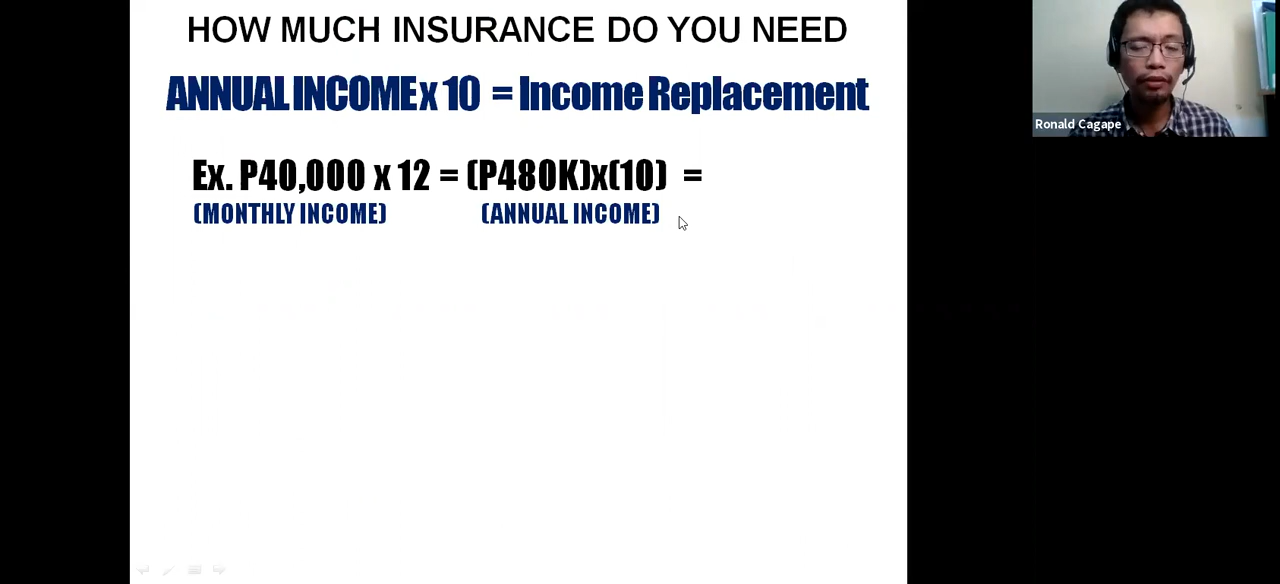 HOW MUCH INSURANCE DO YOU NEED
ANNUAL INCOME x 10 = Income Replacement
Ex. P40,000 x 12 = (P480K)x(10) =
(MONTHLY INCOME) (ANNUAL INCOME)
Ronald Cagape